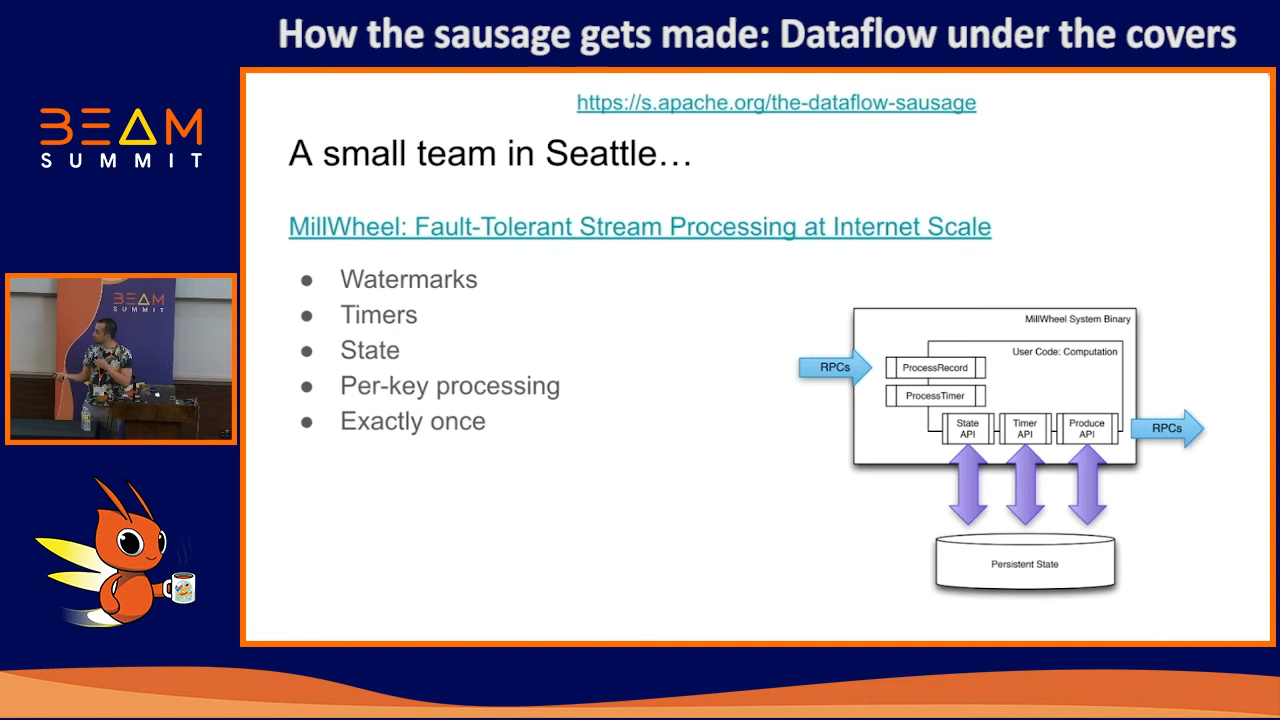 How the sausage gets made: Dataflow under the covers
BEAM
SUMMIT
https://s.apache.org/the-dataflow-sausage
A small team in Seattle…
MillWheel: Fault-Tolerant Stream Processing at Internet Scale
● Watermarks
● Timers
● State
● Per-key processing
● Exactly once
MillWheel System Binary
User Code: Computation
RPCs
ProcessRecord
ProcessTimer
State
API
Timer
API
Produce
API
RPCs
Persistent State
BEAM
SUMMIT